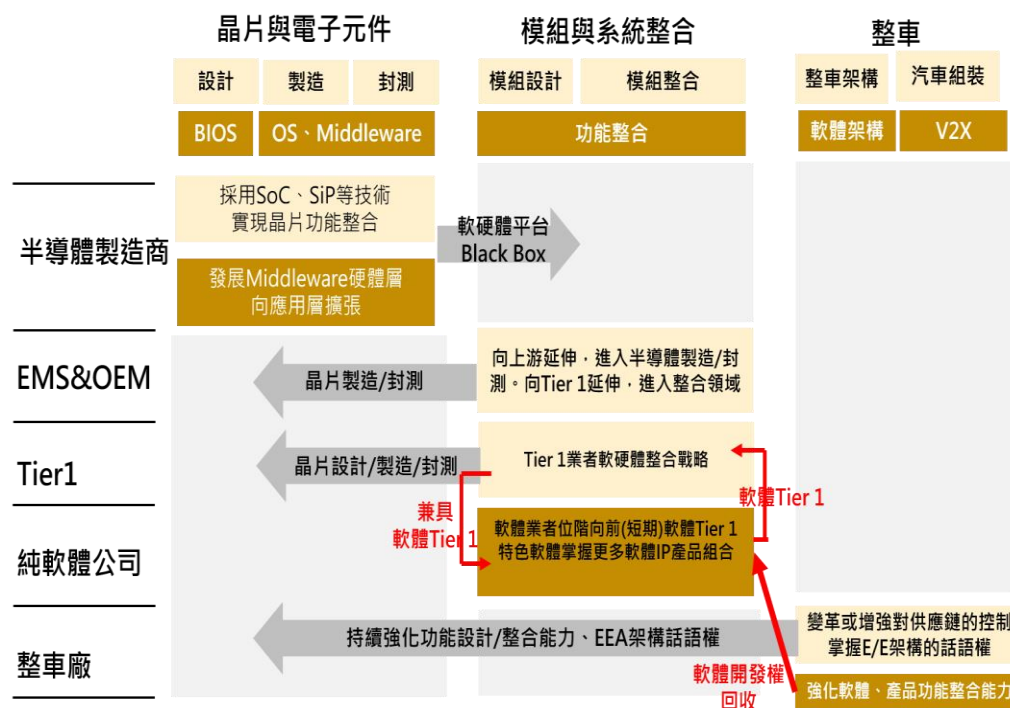 晶片與電子元件
模組與系統整合
整車
設計
製造
封測
模組設計
模組整合
整車架構
汽車組裝
BIOS
OS、Middleware
功能整合
軟體架構
V2X
半導體製造商
採用SoC、SiP等技術
實現晶片功能整合
發展Middleware硬體層
向應用層擴張
軟硬體平台
Black Box
EMS&OEM
晶片製造/封測
向上游延伸，進入半導體製造/封
測。向Tier 1延伸，進入整合領域
Tier1
晶片設計/製造/封測
Tier 1業者軟硬體整合戰略
兼具
軟體Tier 1
軟體Tier 1
純軟體公司
軟體業者位階向前(短期)軟體Tier 1
特色軟體掌握更多軟體IP產品組合
整車廠
持續強化功能設計/整合能力、EEA架構話語權
變革或增強對供應鏈的控制
掌握E/E架構的話語權
軟體開發權
回收
強化軟體、產品功能整合能力